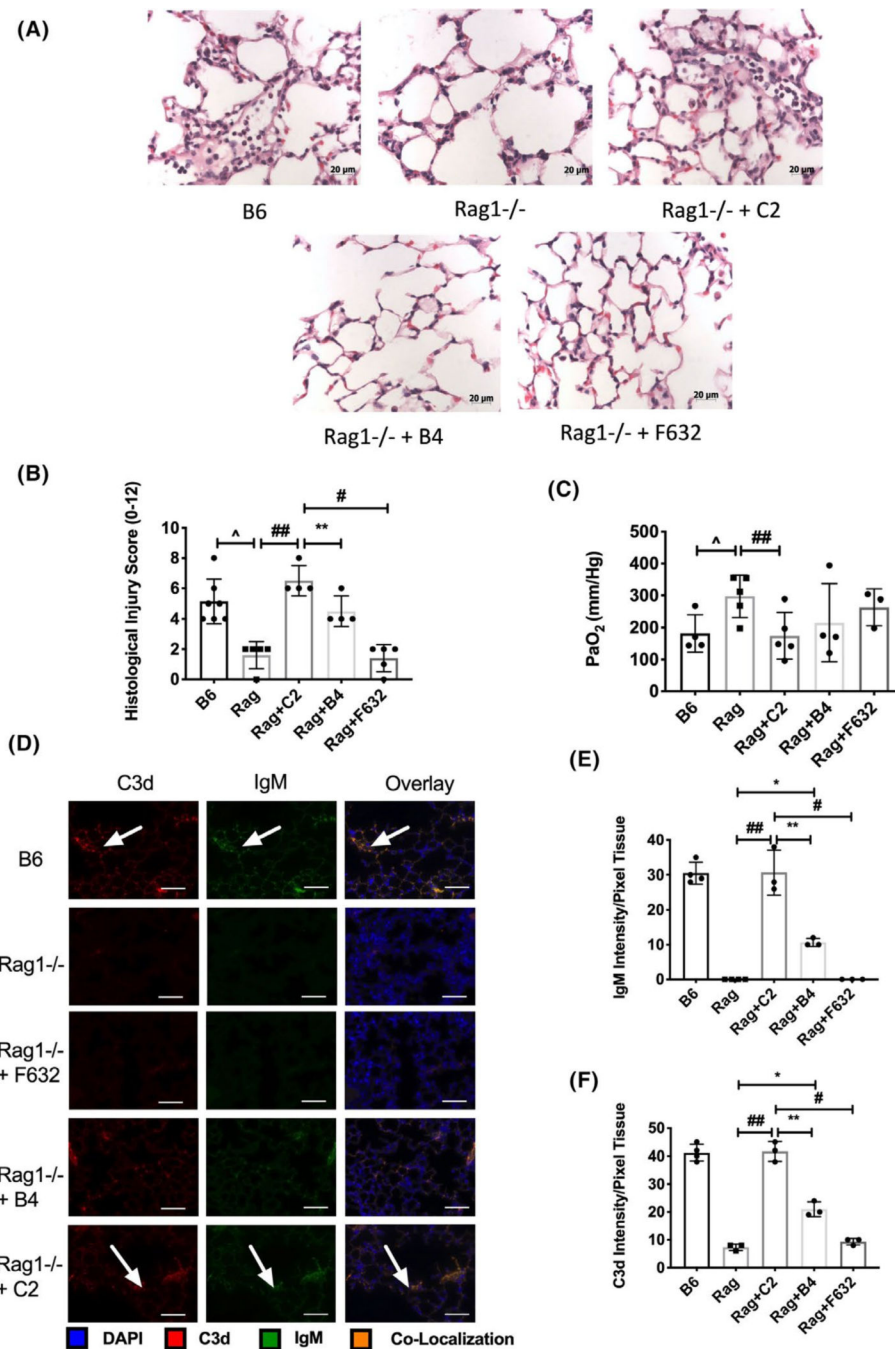 (A)
20 µm
20 µm
20 µm
B6
Rag1-/-
Rag1-/- + C2
20 µm
20 µm
Rag1-/- + B4
Rag1-/- + F632
(B)
Histological Injury Score (0-12)
10
8
6
4
2
0
^
##
**
#
B6
Rag
Rag+C2
Rag+B4
Rag+F632
(C)
PaO2 (mm/Hg)
500
400
300
200
100
0
^
##
B6
Rag
Rag+C2
Rag+B4
Rag+F632
(D)
C3d
IgM
Overlay
B6
Rag1-/-
Rag1-/-
+ F632
Rag1-/-
+ B4
Rag1-/-
+ C2
DAPI
C3d
IgM
Co-Localization
(E)
IgM Intensity/Pixel Tissue
40
30
20
10
0
*
#
##
**
B6
Rag
Rag+C2
Rag+B4
Rag+F632
(F)
C3d Intensity/Pixel Tissue
50
40
30
20
10
0
*
#
##
**
B6
Rag
Rag+C2
Rag+B4
Rag+F632